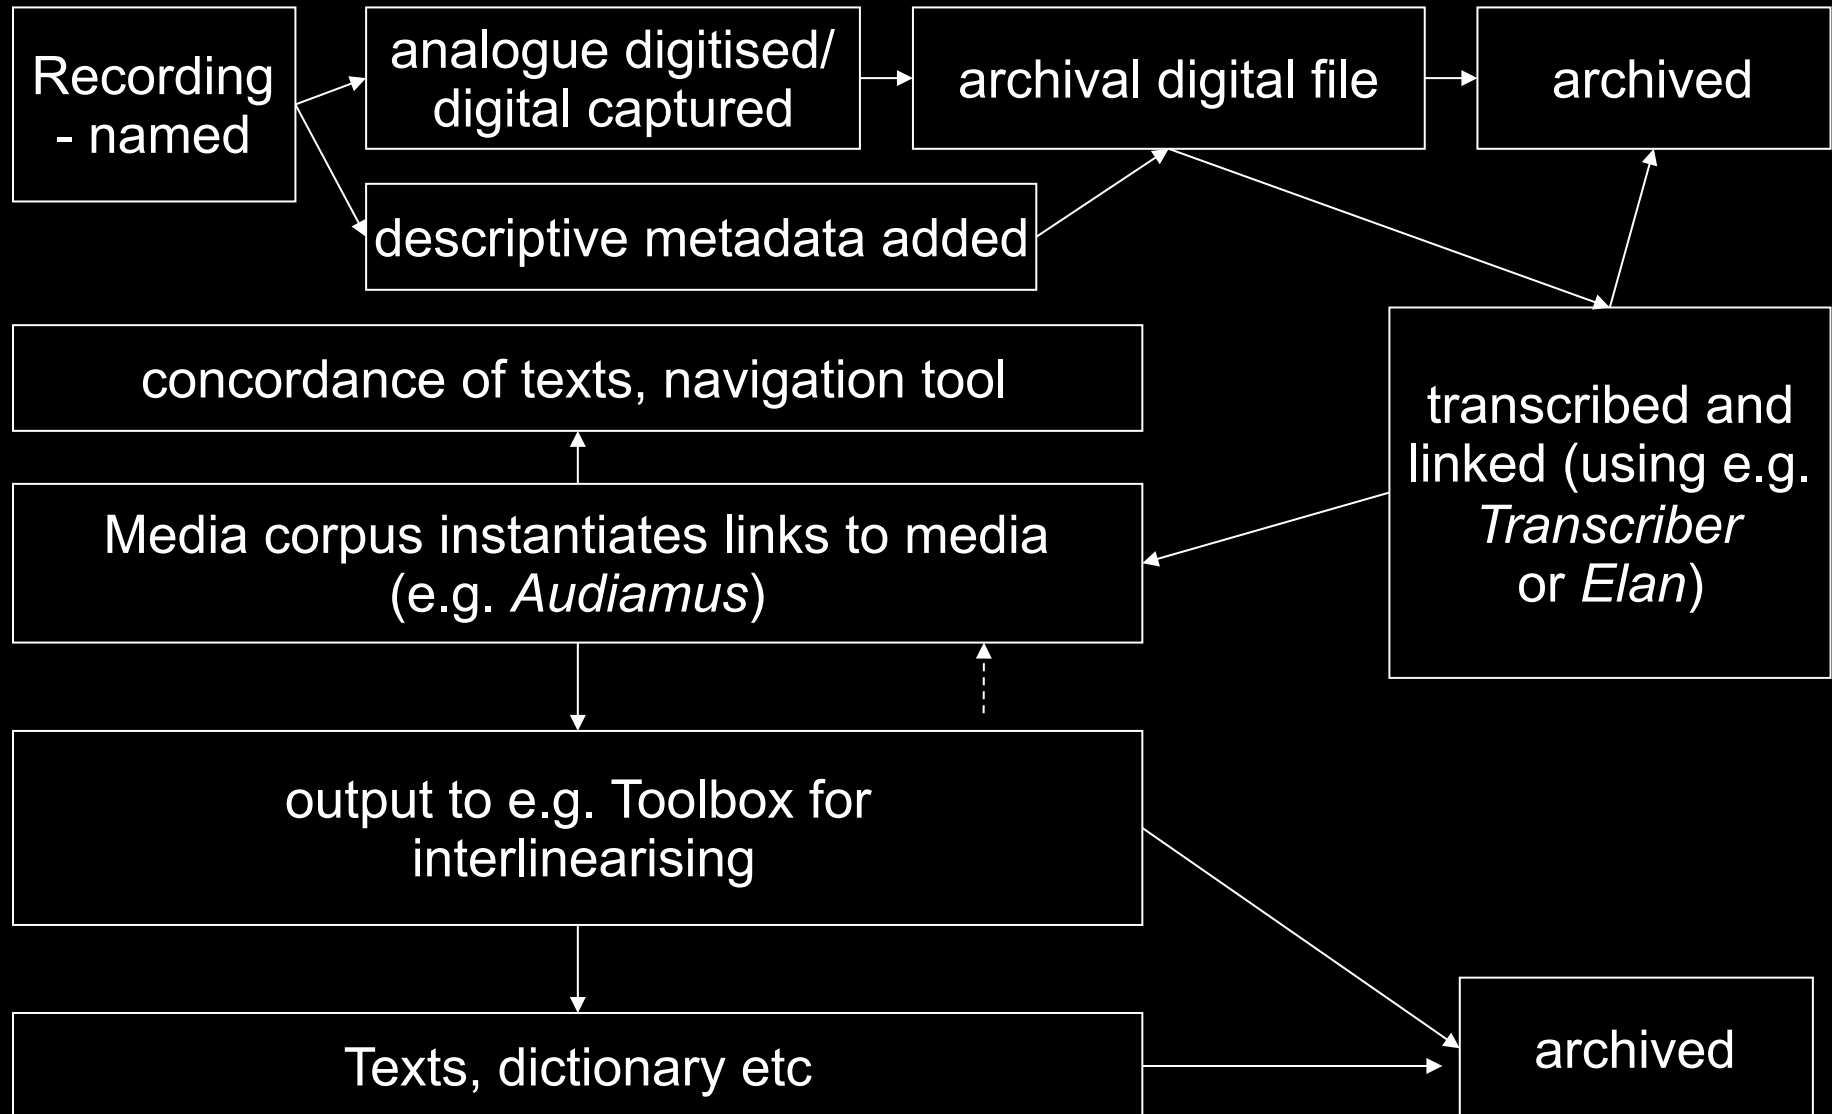 Recording
- named
analogue digitised/
digital captured
archival digital file
archived
descriptive metadata added
concordance of texts, navigation tool
transcribed and
linked (using e.g.
Transcriber
or Elan)
Media corpus instantiates links to media
(e.g. Audiamus)
output to e.g. Toolbox for
interlinearising
Texts, dictionary etc
archived